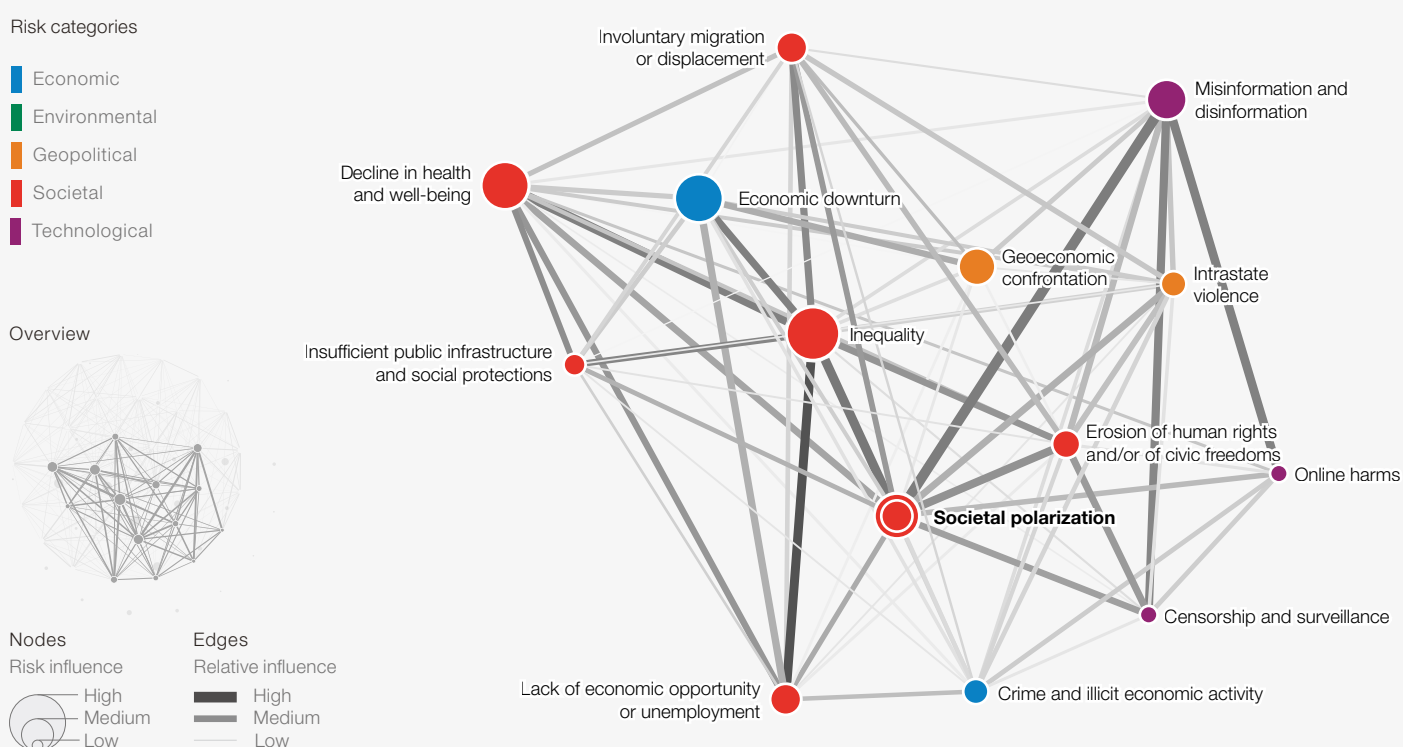 Risk categories
Economic
Environmental
Geopolitical
Societal
Technological
Overview
Nodes
Risk influence
High
Medium
Low
Edges
Relative influence
High
Medium
Low
Involuntary migration
or displacement
Misinformation and
disinformation
Decline in health
and well-being
Economic downturn
Geoeconomic
confrontation
Intrastate
violence
Inequality
Insufficient public infrastructure
and social protections
Erosion of human rights
and/or of civic freedoms
Online harms
Societal polarization
Censorship and surveillance
Lack of economic opportunity
or unemployment
Crime and illicit economic activity